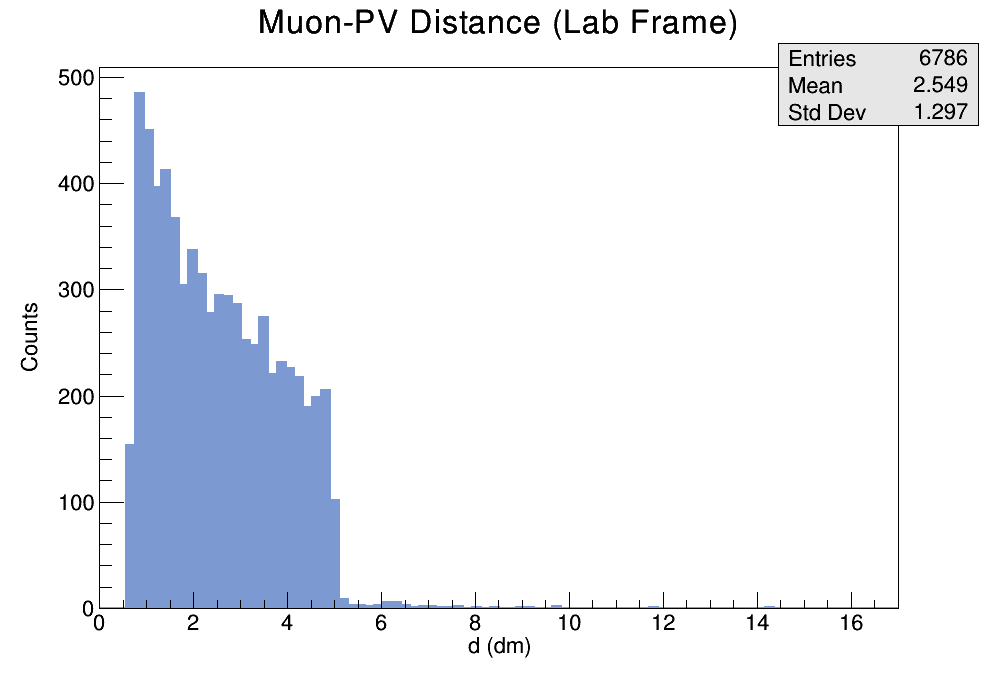 Muon-PV Distance (Lab Frame)
Entries 6786
Mean 2.549
Std Dev 1.297
500
400
300
200
100
0
Counts
0 2 4 6 8 10 12 14 16
d (dm)